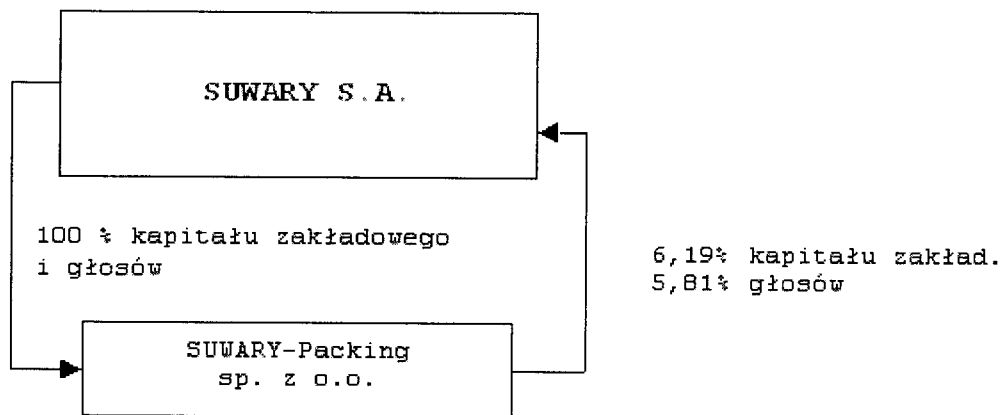 SUWARY S.A.
100 % kapitału zakładowego
i głosów
6,19% kapitału zakład.
5,81% głosów
SUWARY-Packing
sp. z o.o.